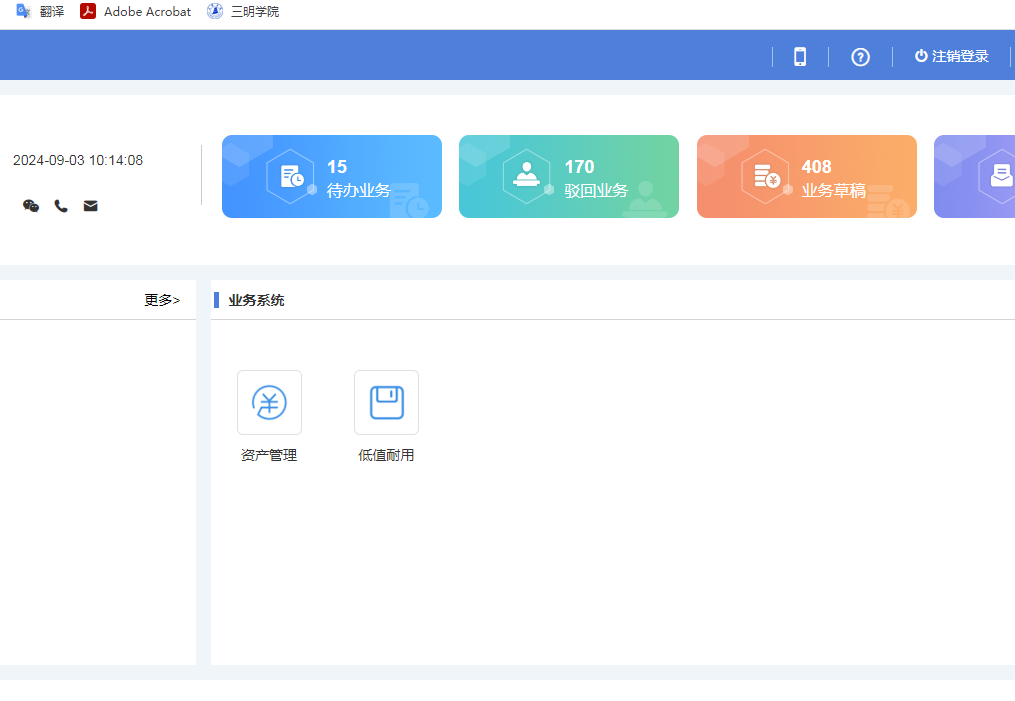 翻译 Adobe Acrobat 三明学院
注销登录
2024-09-03 10:14:08
15
待办业务
170
驳回业务
408
业务草稿
更多>
业务系统
资产管理
低值耐用